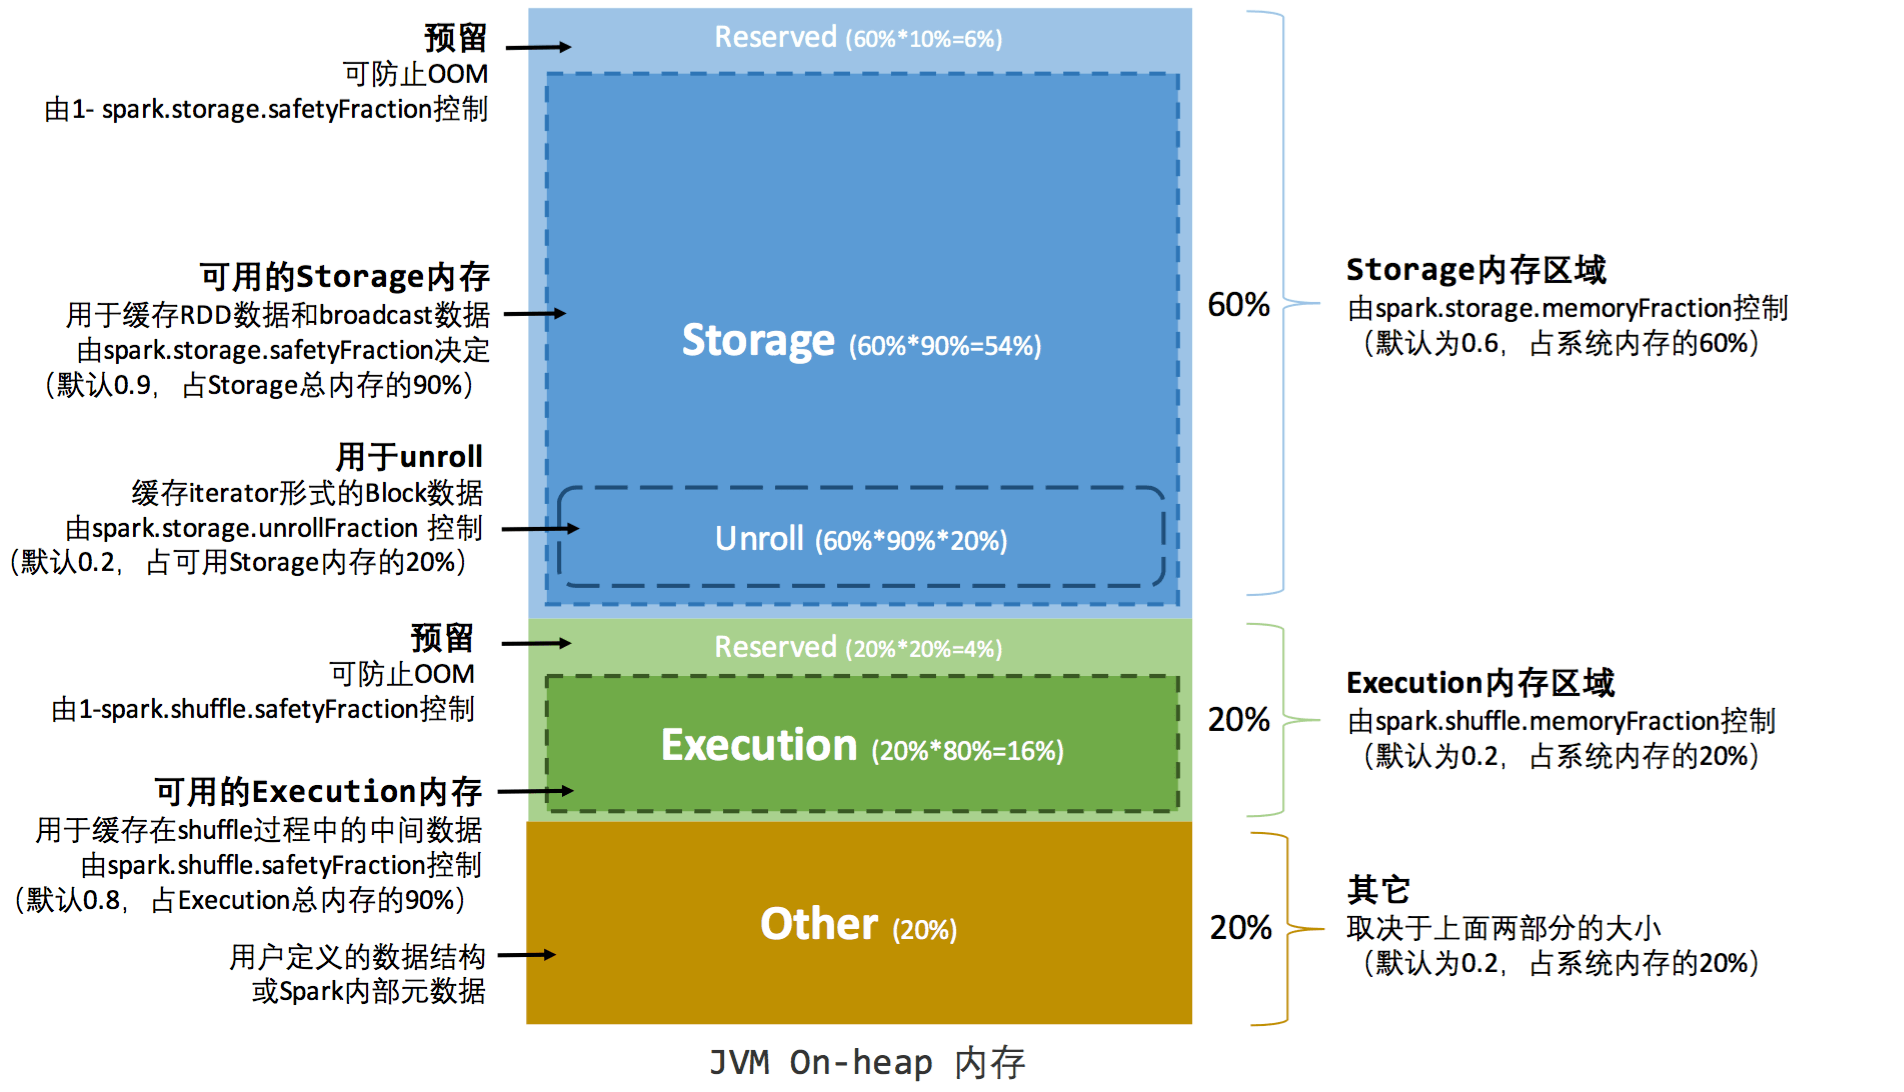 预留
可防止OOM
由1- spark.storage.safetyFraction控制
Reserved (60%*10%=6%)
可用的Storage内存
用于缓存RDD数据和broadcast数据
由spark.storage.safetyFraction决定
（默认0.9，占Storage总内存的90%）
Storage (60%*90%=54%)
60%
Storage内存区域
由spark.storage.memoryFraction控制
（默认为0.6，占系统内存的60%）
用于unroll
缓存iterator形式的Block数据
由spark.storage.unrollFraction 控制
（默认0.2，占可用Storage内存的20%）
Unroll (60%*90%*20%)
预留
可防止OOM
由1-spark.shuffle.safetyFraction控制
Reserved (20%*20%=4%)
Execution (20%*80%=16%)
20%
Execution内存区域
由spark.shuffle.memoryFraction控制
（默认为0.2，占系统内存的20%）
可用的Execution内存
用于缓存在shuffle过程中的中间数据
由spark.shuffle.safetyFraction控制
（默认0.8，占Execution总内存的90%）
用户定义的数据结构
或Spark内部元数据
Other (20%)
20%
其它
取决于上面两部分的大小
（默认为0.2，占系统内存的20%）
JVM On-heap 内存